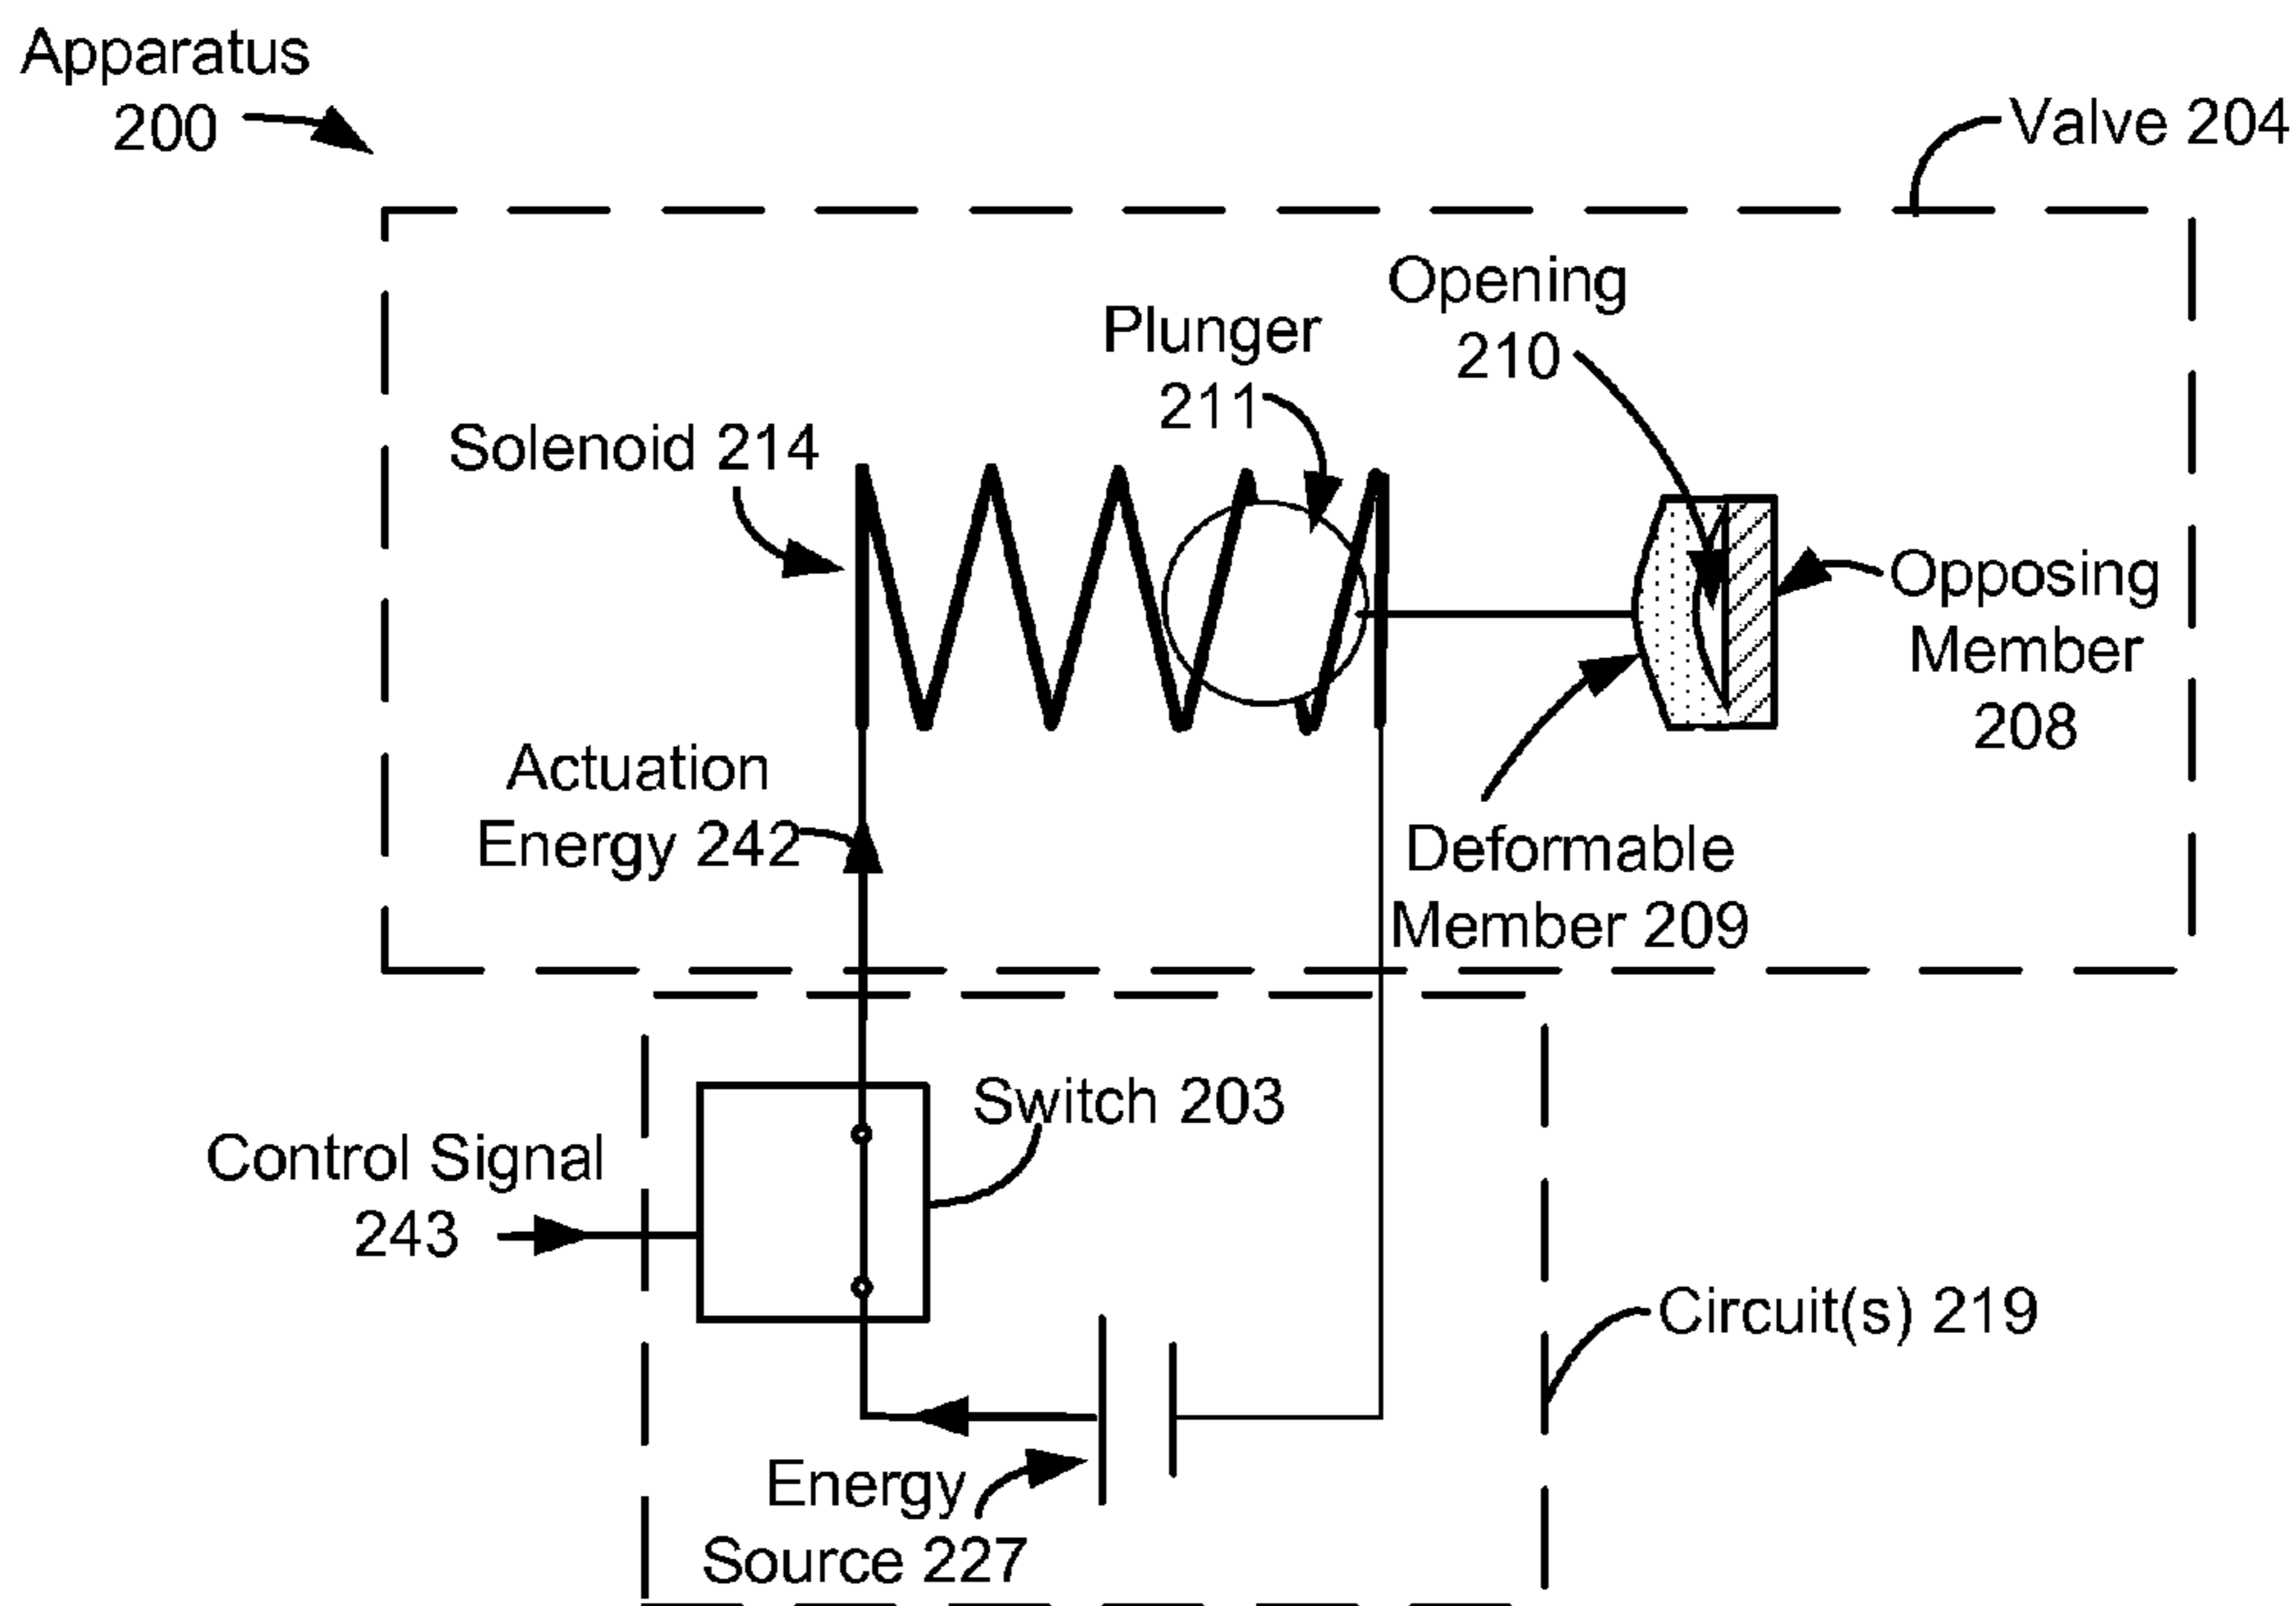 Apparatus
200
Valve 204
Opening
210
Plunger
211
Solenoid 214
Opposing
Member
208
Actuation
Energy 242
Deformable
Member 209
Switch 203
Control Signal
243
Circuit(s) 219
Energy
Source 227